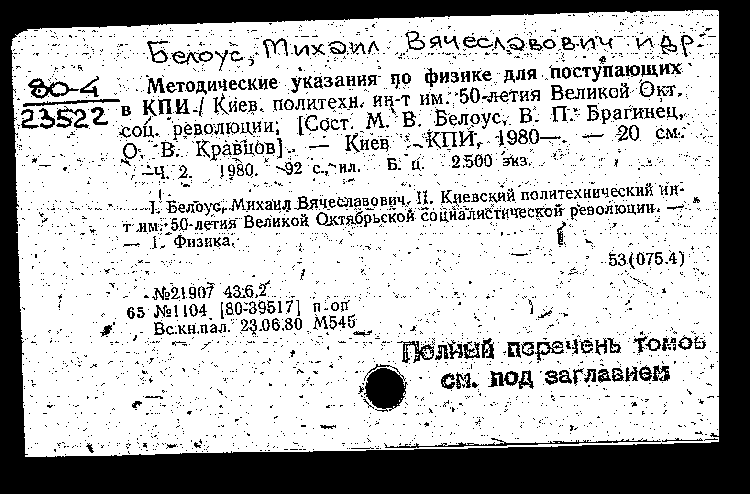 Белоус, Михаил Вячеславович и др.
80-4
23522
Методические указания по физике для поступающих
в КПИ / Киев. политехн. ин-т им. 50-летия Великой Окт.
соц. революции; [Сост. М. В. Белоус, В. П. Брагинец,
О. В. Кравцов]. — Киев : КПИ, 1980—. — 20 см.
Ч. 2. 1980. 92 с., ил. Б. ц. 2500 экз.
I. Белоус, Михаил Вячеславович. II. Киевский политехнический ин-
т им. 50-летия Великой Октябрьской социалистической революции. —
— 1. Физика.
53(075.4)
№21907 43.6.2
65 №1104 [80-39517] п-оп
Вс.кн.пал. 23.06.80 М545
Полный перечень томов
см. под заглавием